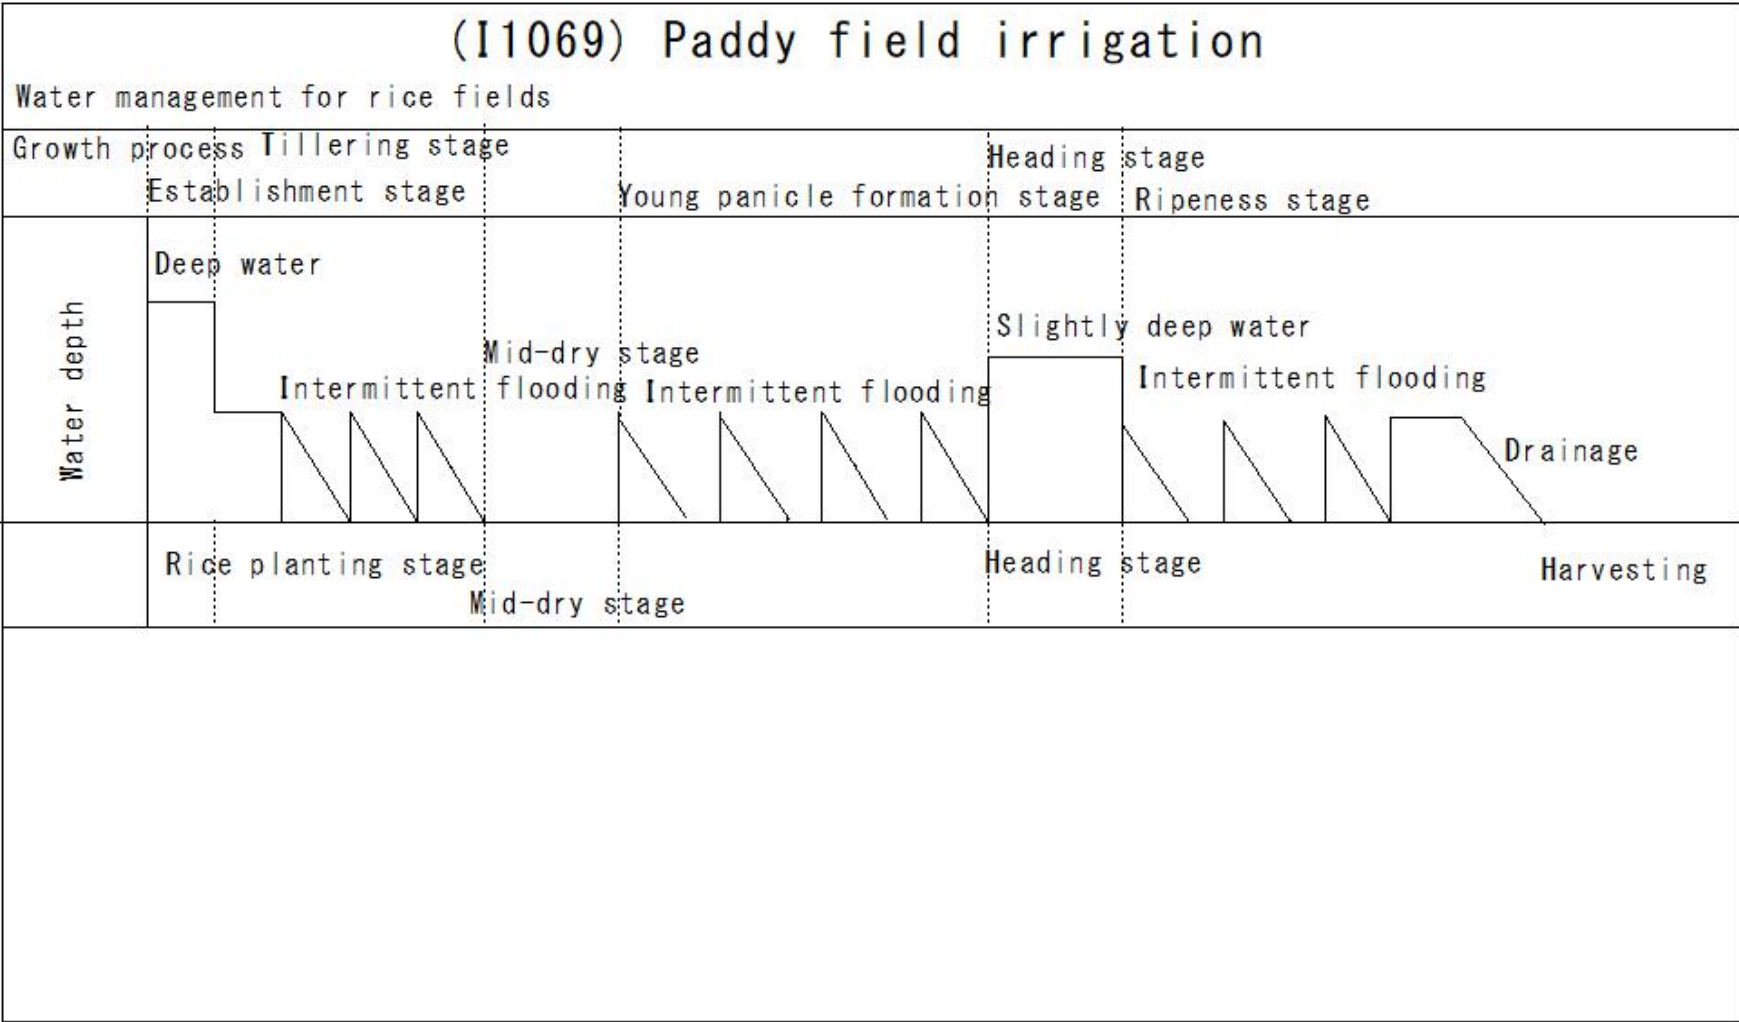 (I1069) Paddy field irrigation
Water management for rice fields
Growth process
Tillering stage
Establishment stage
Young panicle formation stage
Heading stage
Ripeness stage
Water depth
Deep water
Intermittent flooding
Mid-dry stage
Intermittent flooding
Slightly deep water
Intermittent flooding
Drainage
Rice planting stage
Mid-dry stage
Heading stage
Harvesting